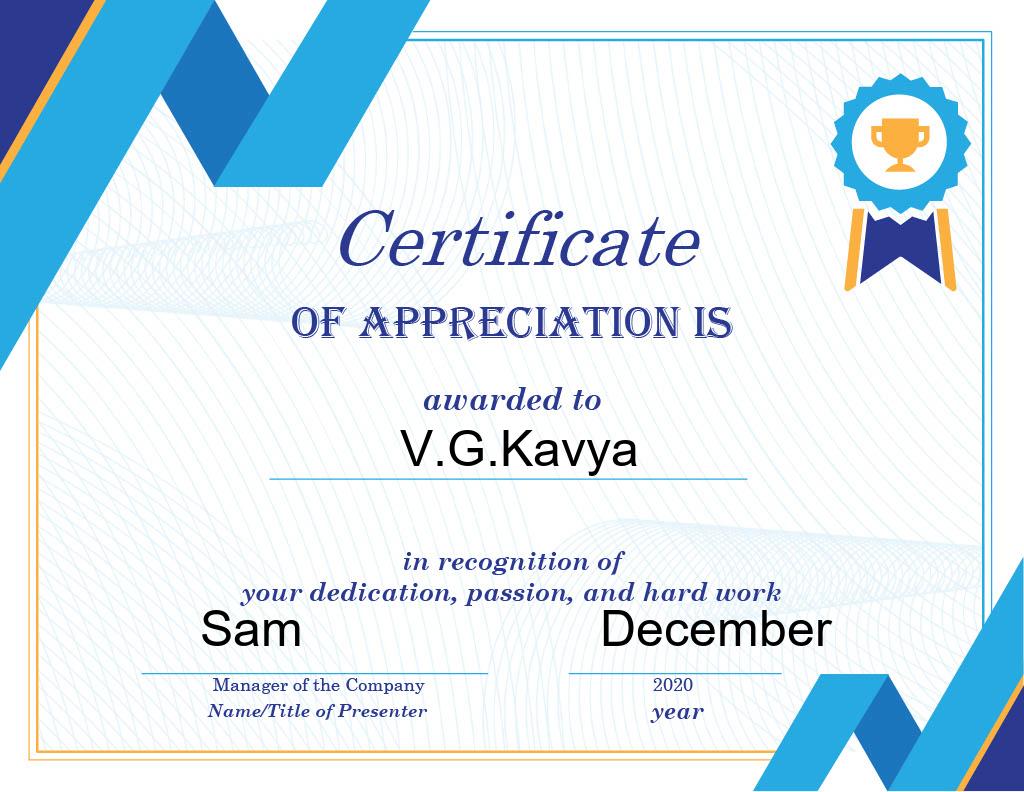 Certificate
OF APPRECIATION IS
awarded to
V.G.Kavya
in recognition of
your dedication, passion, and hard work
Sam
December
Manager of the Company
2020
Name/Title of Presenter
year